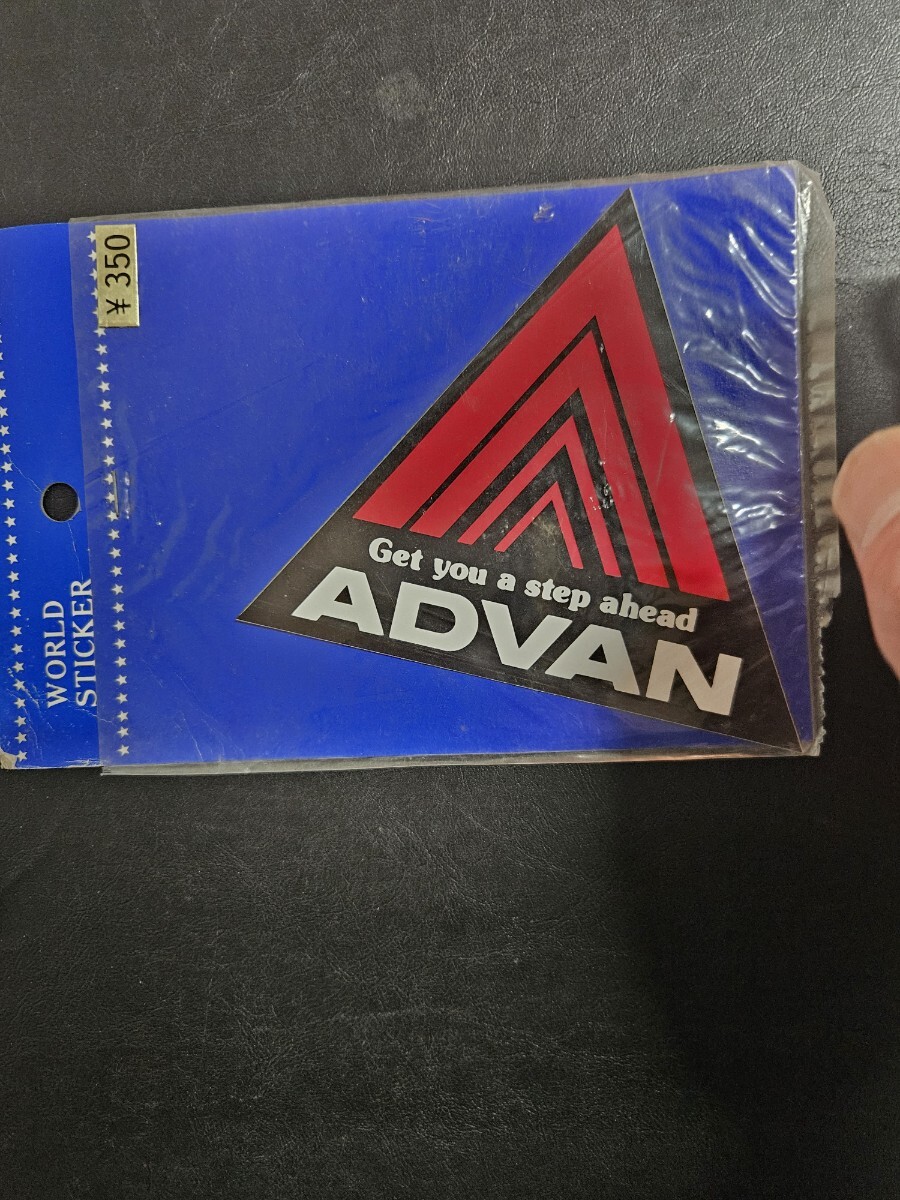 ¥350
WORLD
STICKER
Get you a step ahead
ADVAN